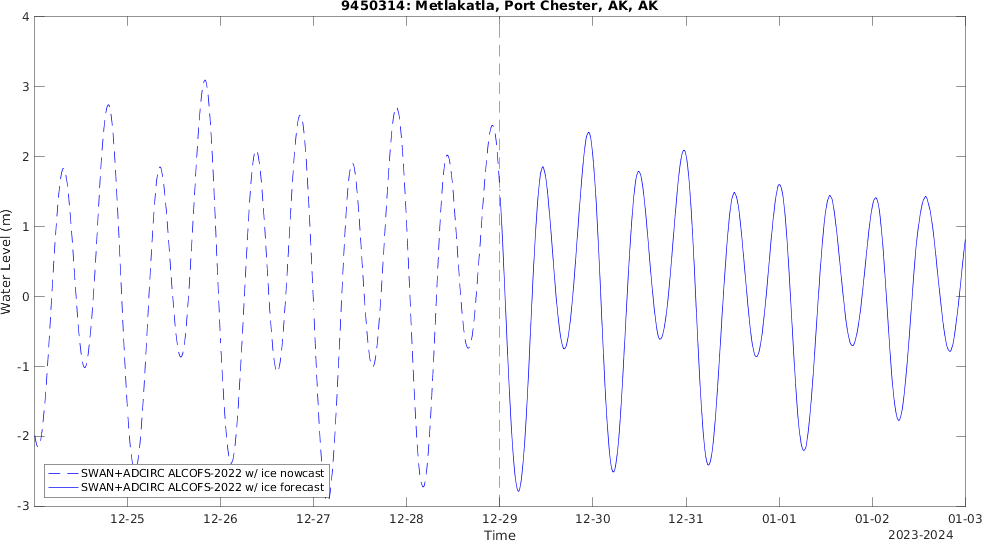 9450314: Metlakatla, Port Chester, AK, AK
4
3
2
1
0
-1
-2
-3
Water Level (m)
SWAN+ADCIRC ALCOFS-2022 w/ ice nowcast
SWAN+ADCIRC ALCOFS-2022 w/ ice forecast
12-25 12-26 12-27 12-28 12-29 12-30 12-31 01-01 01-02 01-03
Time
2023-2024